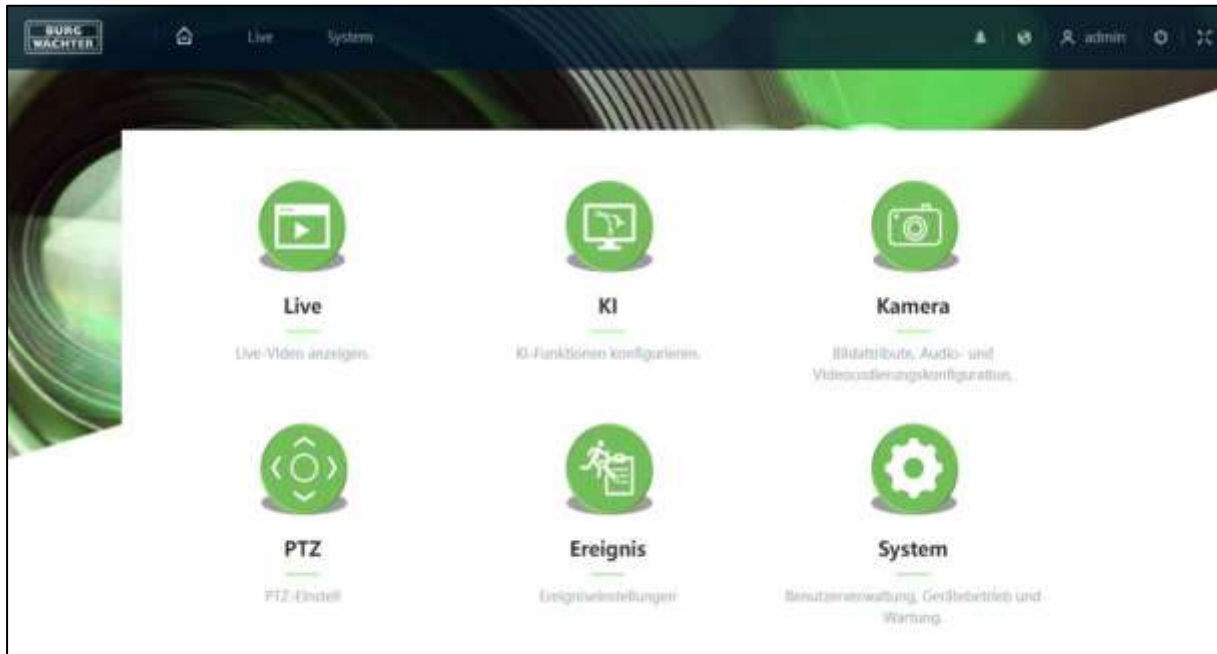 BURG
WÄCHTER
Live
System
admin
Live
KI
Kamera
Live-Video anzeigen.
KI-Funktionen konfigurieren.
Bildattribute, Audio- und
Videocodierungskonfiguration.
PTZ
Ereignis
System
PTZ-Einstell
Ereigniseinstellungen
Benutzerverwaltung, Gerätebetrieb und
Wartung.